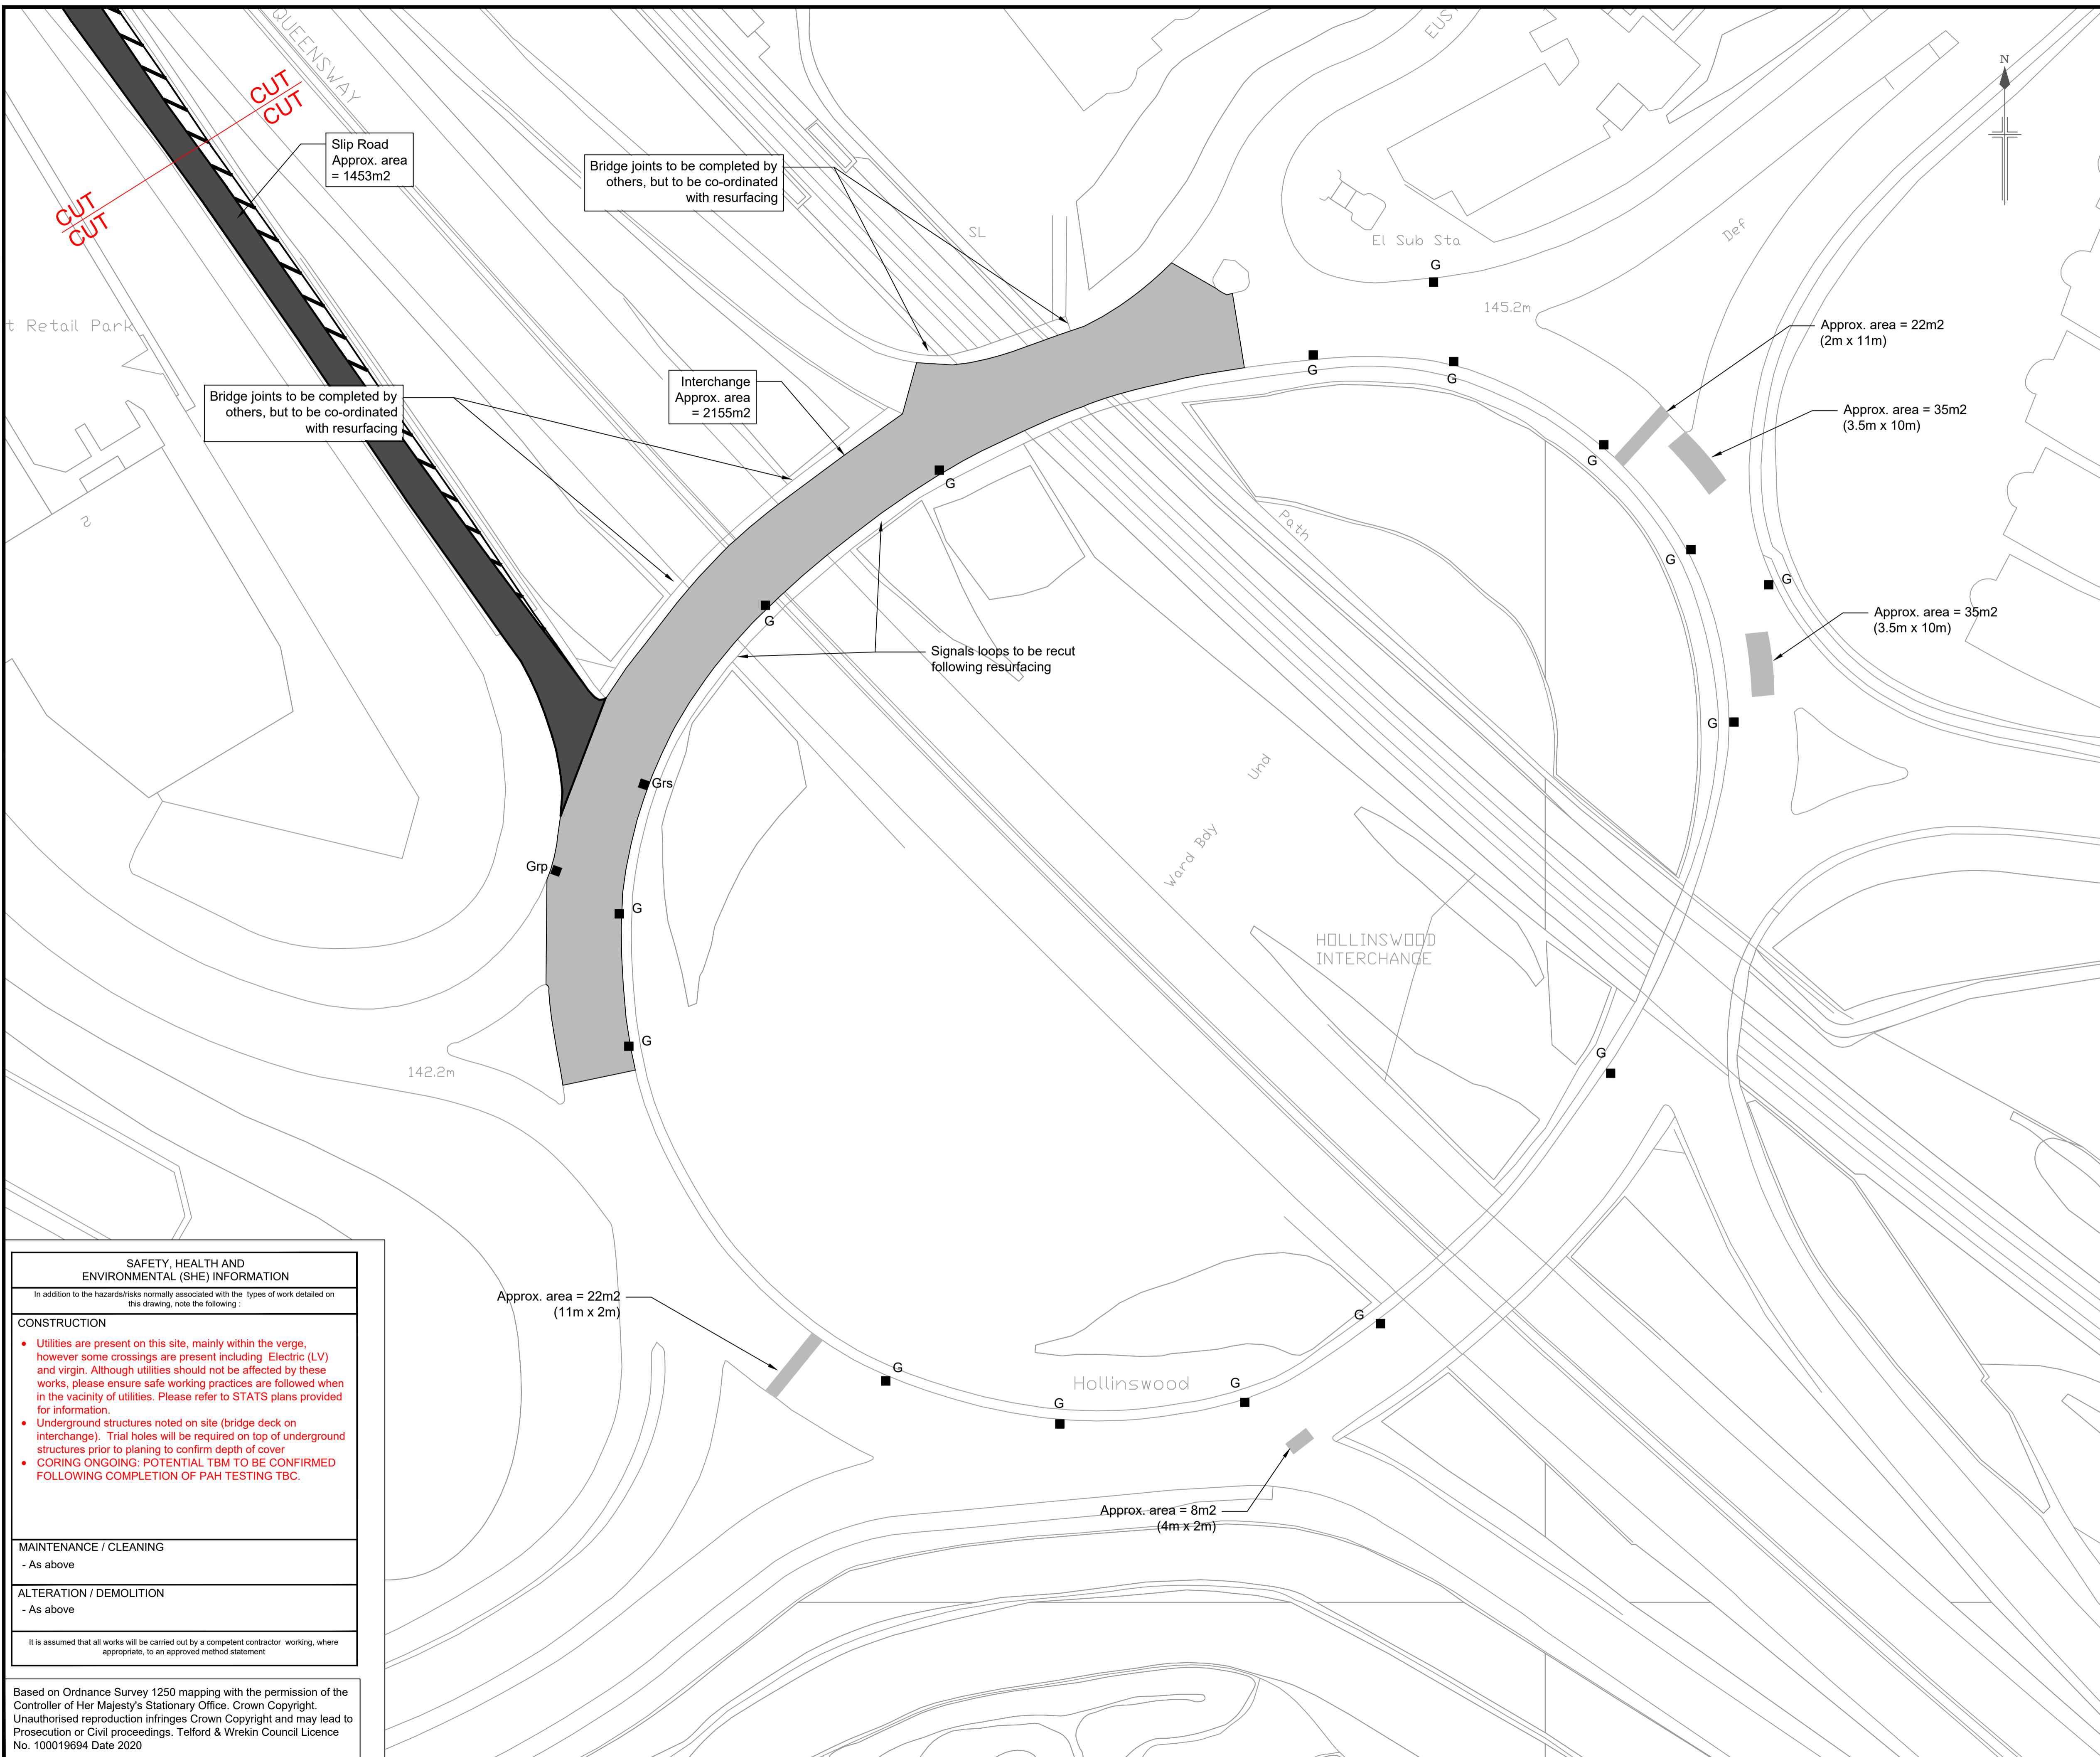 QUEENSWAY
EUS
N
CUT
CUT
Slip Road
Approx. area
= 1453m2
Bridge joints to be completed by
others, but to be co-ordinated
with resurfacing
CUT
CUT
SL
El Sub Sta
Def
G
145.2m
t Retail Park
Approx. area = 22m2
(2m x 11m)
G
G
Interchange
Approx. area
= 2155m2
Bridge joints to be completed by
others, but to be co-ordinated
with resurfacing
Approx. area = 35m2
(3.5m x 10m)
G
G
2
Path
G
G
G
Approx. area = 35m2
(3.5m x 10m)
Signals loops to be recut
following resurfacing
G
Und
Grs
Ward Bdy
Grp
G
HOLLINSWOOD
INTERCHANGE
G
G
142.2m
SAFETY, HEALTH AND
ENVIRONMENTAL (SHE) INFORMATION
In addition to the hazards/risks normally associated with the types of work detailed on
this drawing, note the following :
CONSTRUCTION
• Utilities are present on this site, mainly within the verge,
however some crossings are present including Electric (LV)
and virgin. Although utilities should not be affected by these
works, please ensure safe working practices are followed when
in the vacinity of utilities. Please refer to STATS plans provided
for information.
• Underground structures noted on site (bridge deck on
interchange). Trial holes will be required on top of underground
structures prior to planing to confirm depth of cover
• CORING ONGOING: POTENTIAL TBM TO BE CONFIRMED
FOLLOWING COMPLETION OF PAH TESTING TBC.
MAINTENANCE / CLEANING
- As above
ALTERATION / DEMOLITION
- As above
It is assumed that all works will be carried out by a competent contractor working, where
appropriate, to an approved method statement
Approx. area = 22m2
(11m x 2m)
G
G
Hollinswood
G
G
Approx. area = 8m2
(4m x 2m)
Based on Ordnance Survey 1250 mapping with the permission of the
Controller of Her Majesty's Stationary Office. Crown Copyright.
Unauthorised reproduction infringes Crown Copyright and may lead to
Prosecution or Civil proceedings. Telford & Wrekin Council Licence
No. 100019694 Date 2020